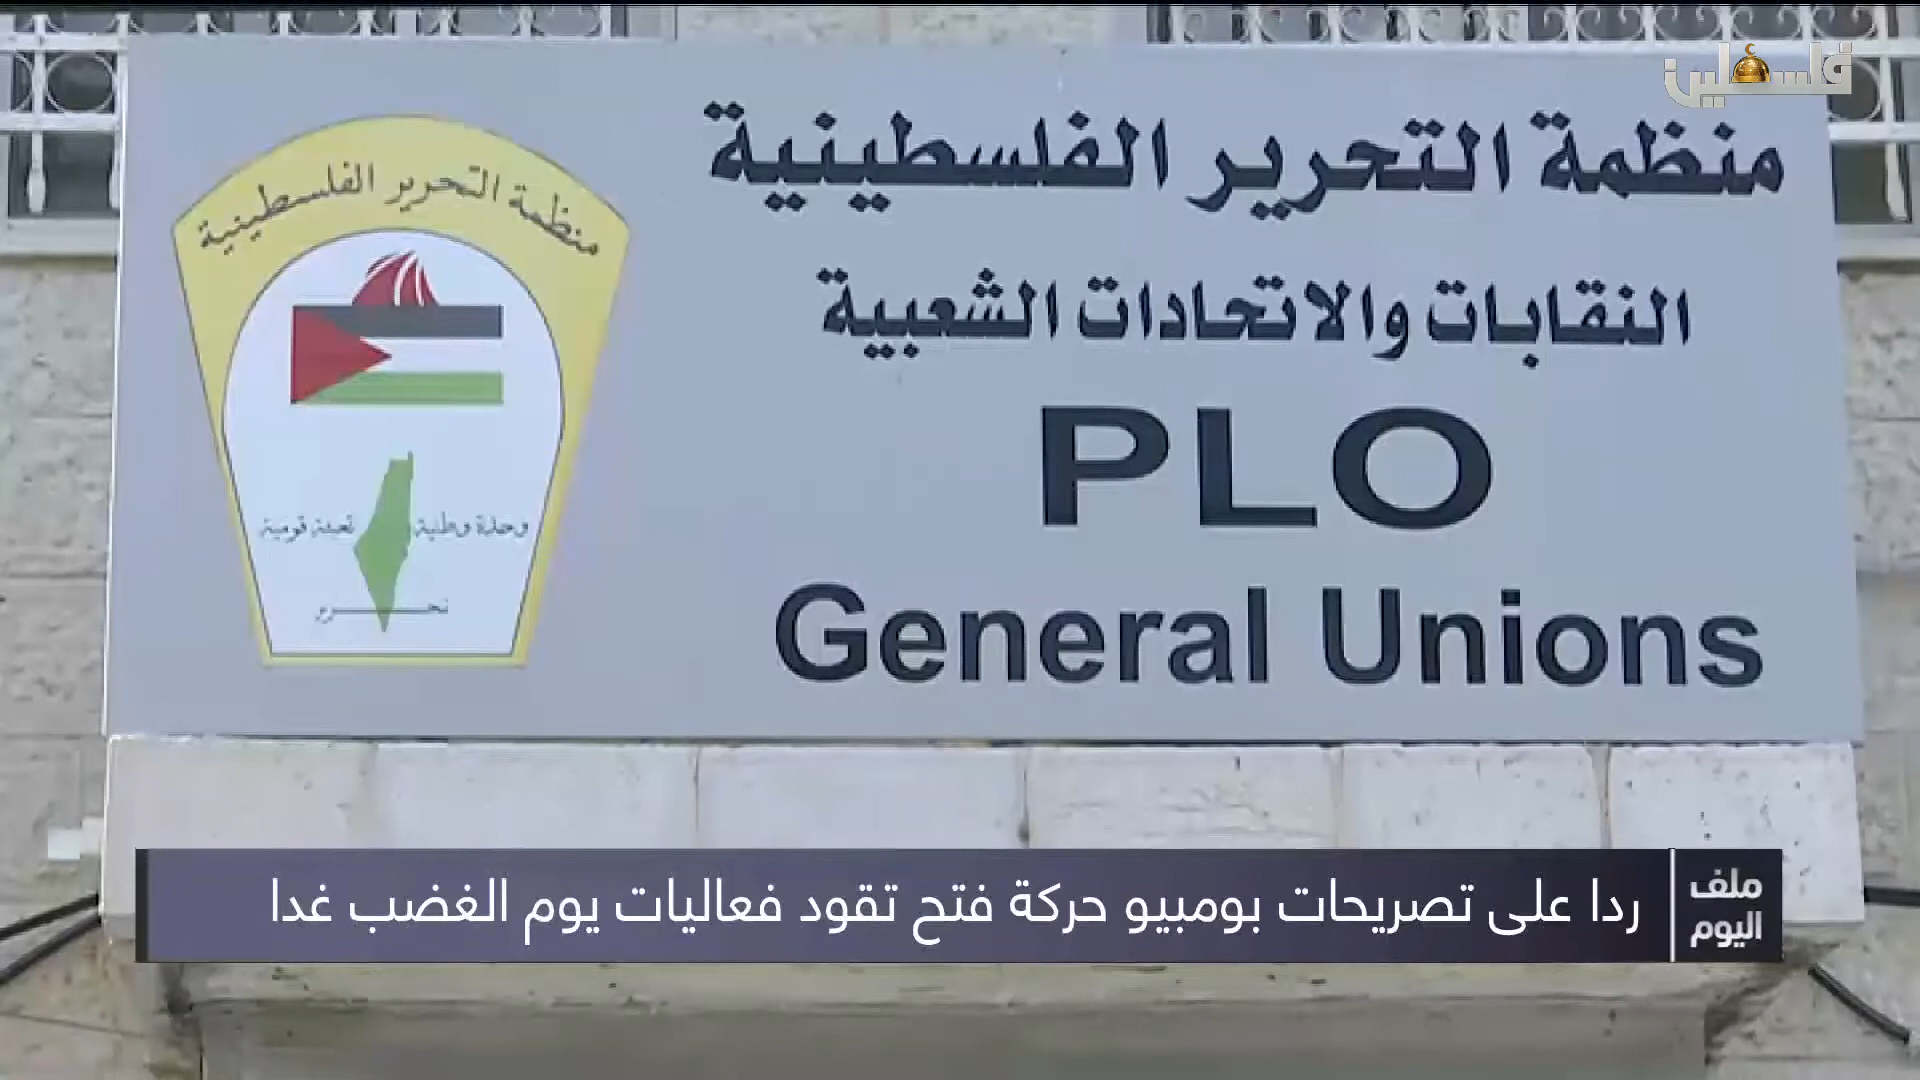 فلسطين
منظمة التحرير الفلسطينية
النقابات والاتحادات الشعبية
PLO
General Unions
منظمة التحرير الفلسطينية
وحدة وطنية تعبئة قومية
تحرير
ملف اليوم
ردا على تصريحات بومبيو حركة فتح تقود فعاليات يوم الغضب غدا